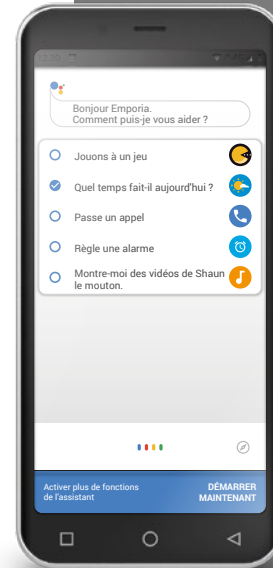 Bonjour Emporia.
Comment puis-je vous aider ?
Jouons à un jeu
Quel temps fait-il aujourd'hui ?
Passe un appel
Règle une alarme
Montre-moi des vidéos de Shaun
le mouton.
Activer plus de fonctions
de l'assistant
DÉMARRER
MAINTENANT